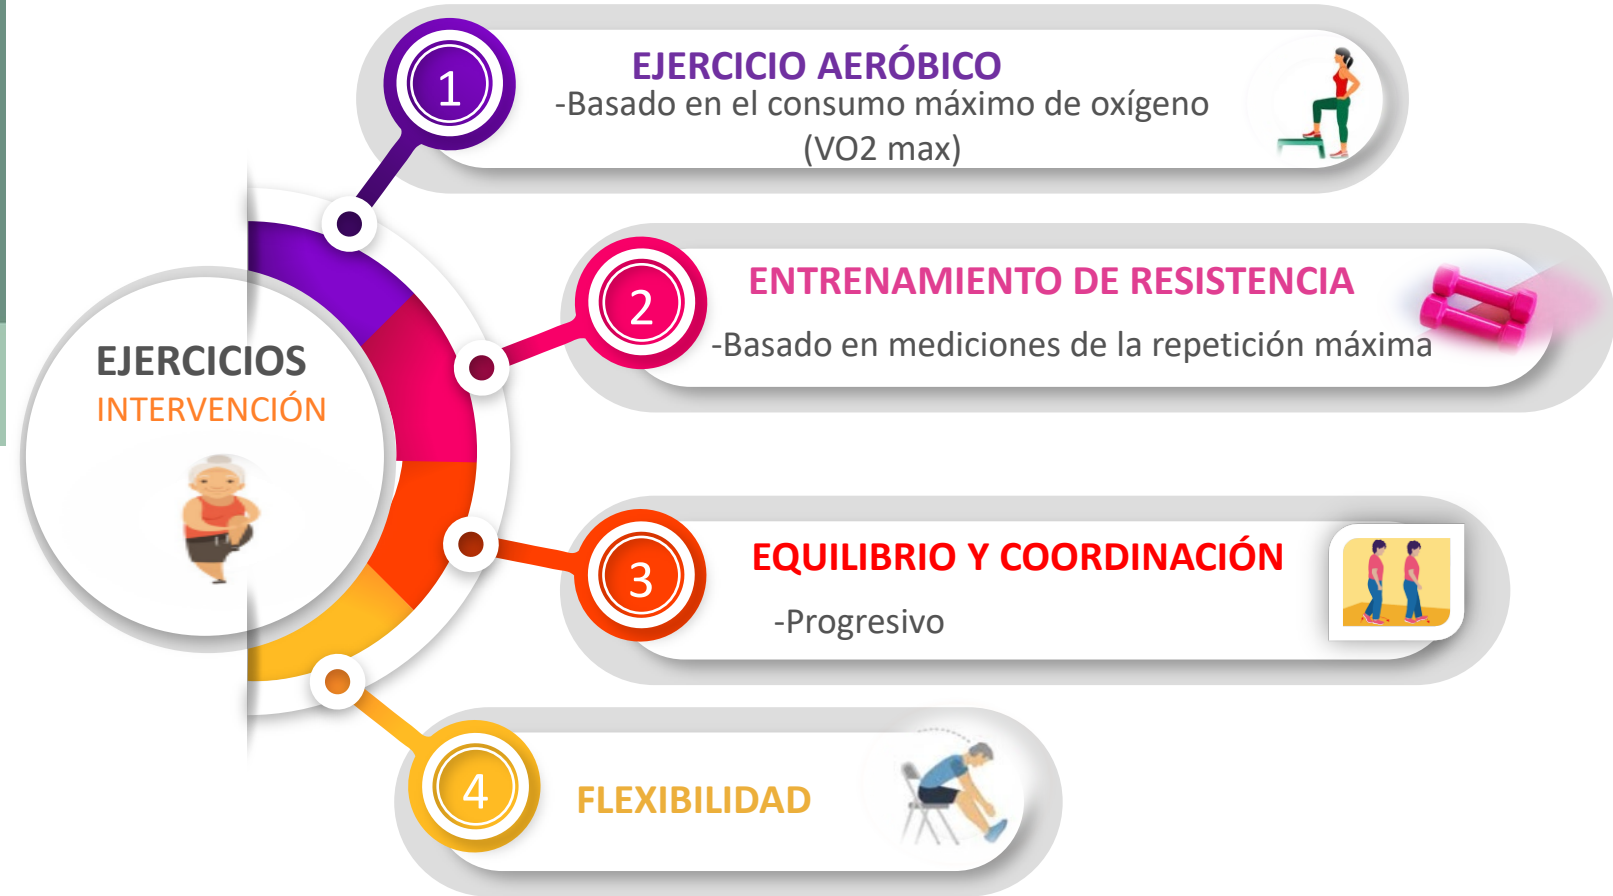 EJERCICIOS
INTERVENCIÓN
1
EJERCICIO AERÓBICO
-Basado en el consumo máximo de oxígeno
(VO2 max)
2
ENTRENAMIENTO DE RESISTENCIA
-Basado en mediciones de la repetición máxima
3
EQUILIBRIO Y COORDINACIÓN
-Progresivo
4
FLEXIBILIDAD